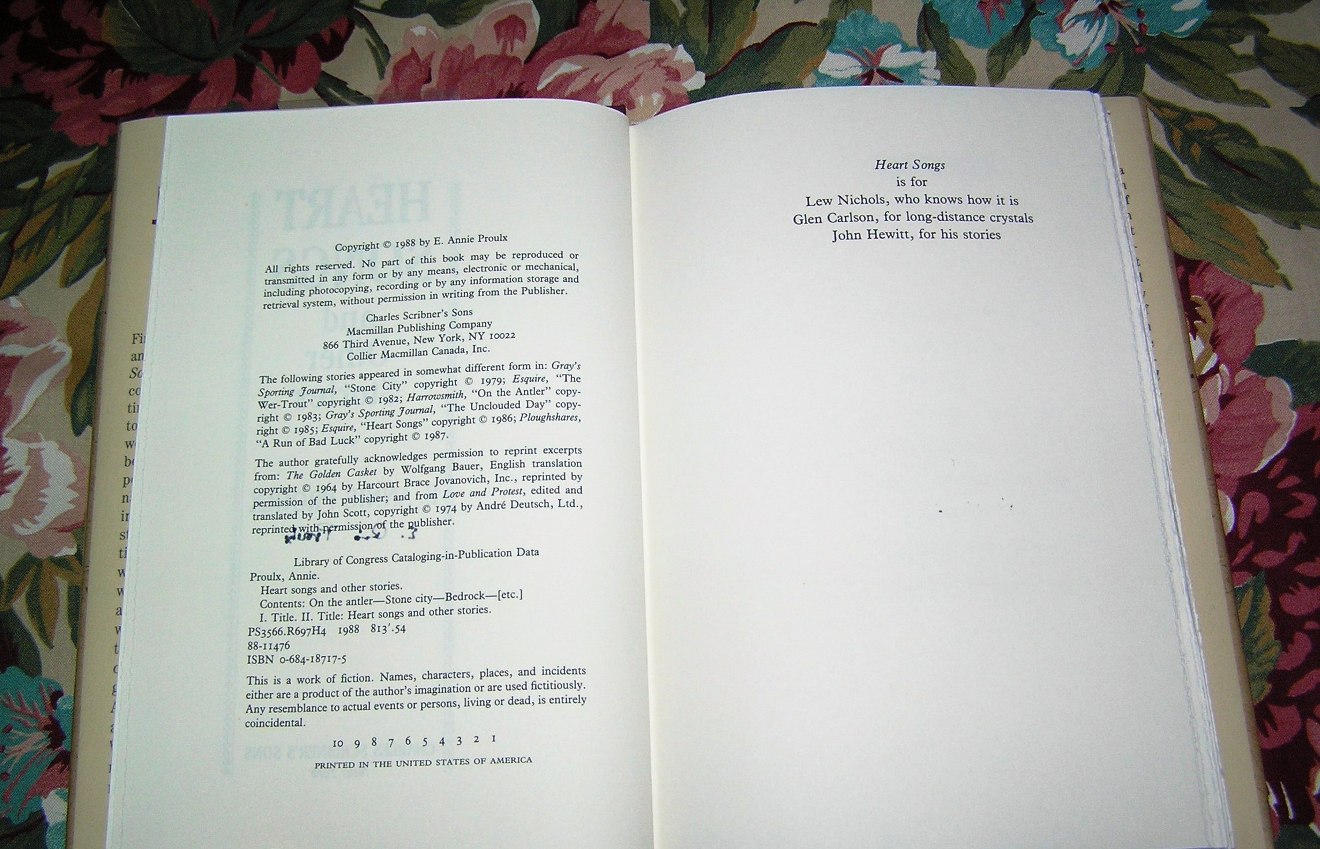 Copyright © 1988 by E. Annie Proulx
All rights reserved. No part of this book may be reproduced or
transmitted in any form or by any means, electronic or mechanical,
including photocopying, recording or by any information storage and
retrieval system, without permission in writing from the Publisher.
Charles Scribner's Sons
Macmillan Publishing Company
866 Third Avenue, New York, NY 10022
Collier Macmillan Canada, Inc.
The following stories appeared in somewhat different form in: Gray's
Sporting Journal, "Stone City" copyright © 1979; Esquire, "The
Wer-Trout" copyright © 1982; Harrowsmith, "On the Antler" copy-
right © 1983; Gray's Sporting Journal, "The Unclouded Day" copy-
right © 1985; Esquire, "Heart Songs" copyright © 1986; Ploughshares,
"A Run of Bad Luck" copyright © 1987.
The author gratefully acknowledges permission to reprint excerpts
from: The Golden Casket by Wolfgang Bauer, English translation
copyright © 1964 by Harcourt Brace Jovanovich, Inc., reprinted by
permission of the publisher; and from Love and Protest, edited and
translated by John Scott, copyright © 1974 by André Deutsch, Ltd.,
reprinted with permission of the publisher.
Library of Congress Cataloging-in-Publication Data
Proulx, Annie.
Heart songs and other stories.
Contents: On the antler—Stone city—Bedrock—[etc.]
I. Title. II. Title: Heart songs and other stories.
PS3566.R697H4 1988 813'.54
88-11476
ISBN 0-684-18717-5
This is a work of fiction. Names, characters, places, and incidents
either are a product of the author's imagination or are used fictitiously.
Any resemblance to actual events or persons, living or dead, is entirely
coincidental.
10 9 8 7 6 5 4 3 2 1
PRINTED IN THE UNITED STATES OF AMERICA
Heart Songs
is for
Lew Nichols, who knows how it is
Glen Carlson, for long-distance crystals
John Hewitt, for his stories